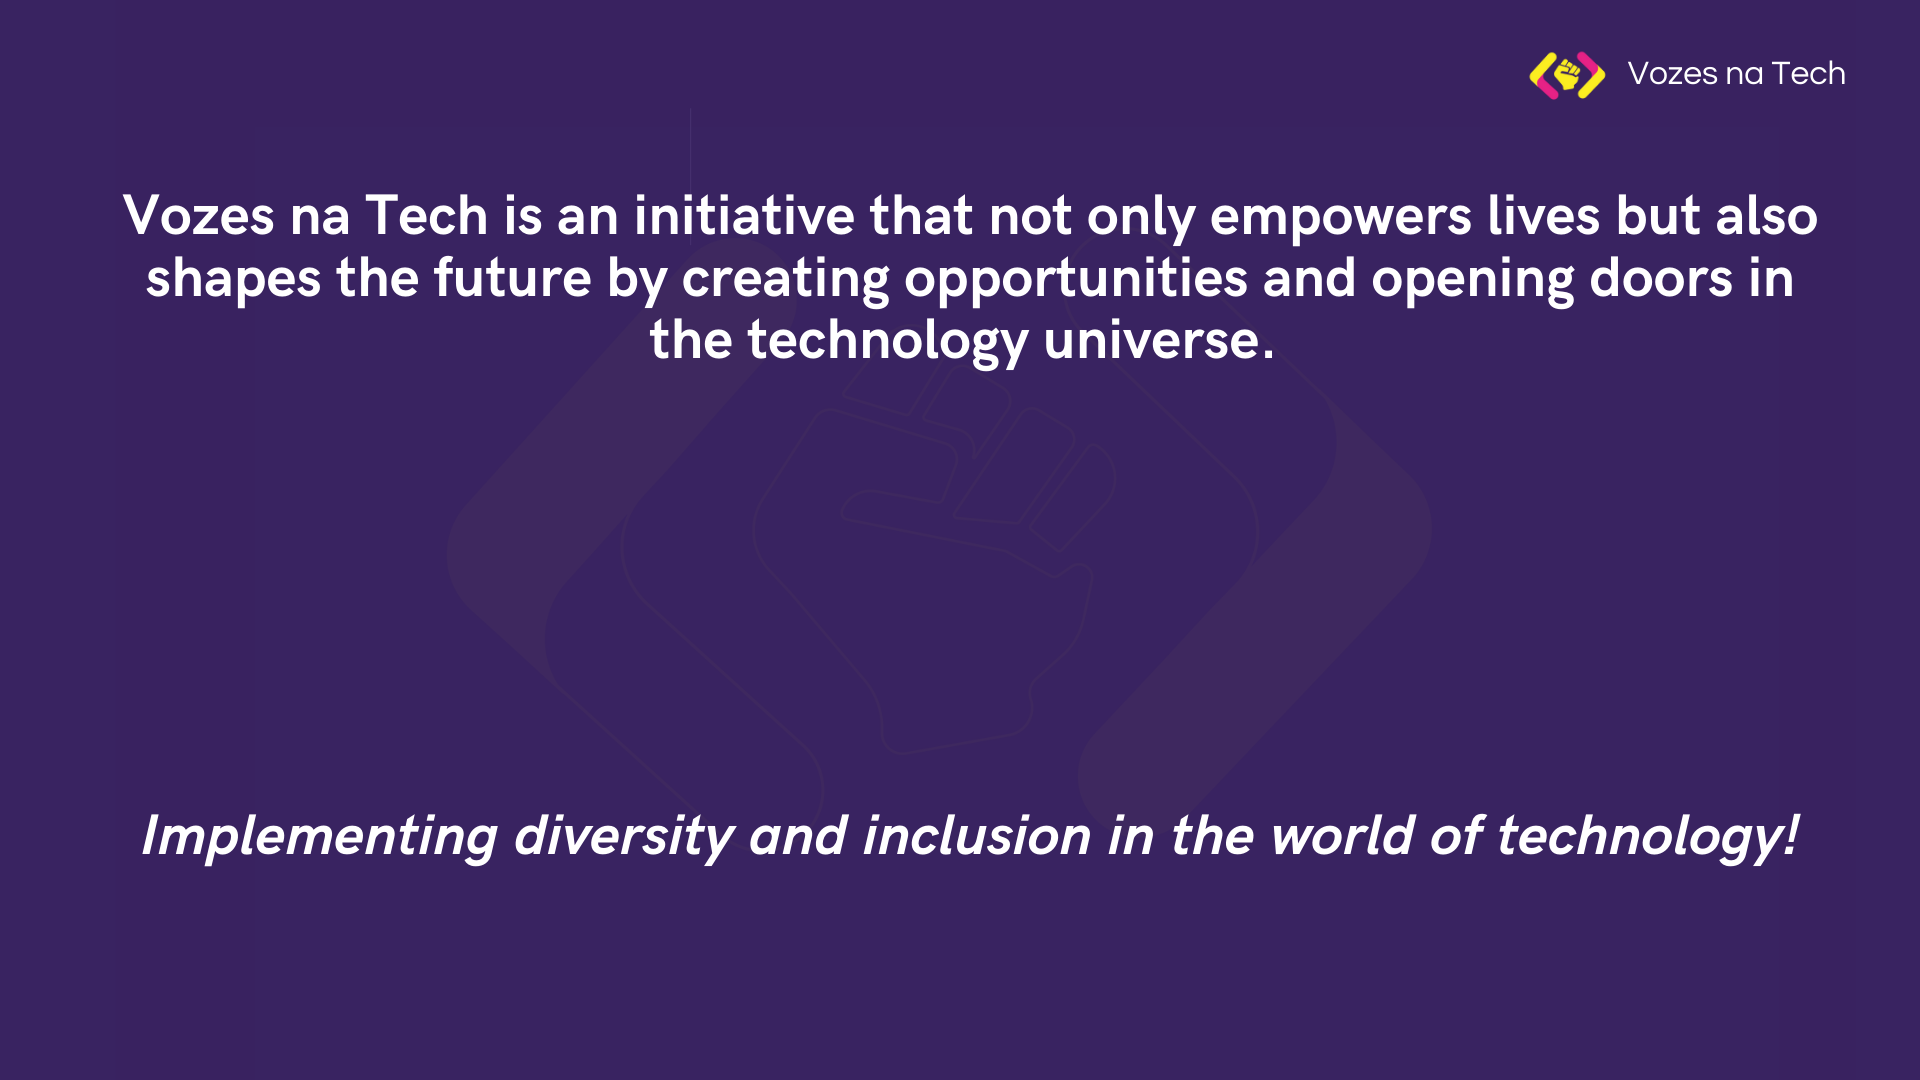 Vozes na Tech
Vozes na Tech is an initiative that not only empowers lives but also
shapes the future by creating opportunities and opening doors in
the technology universe.
Implementing diversity and inclusion in the world of technology!